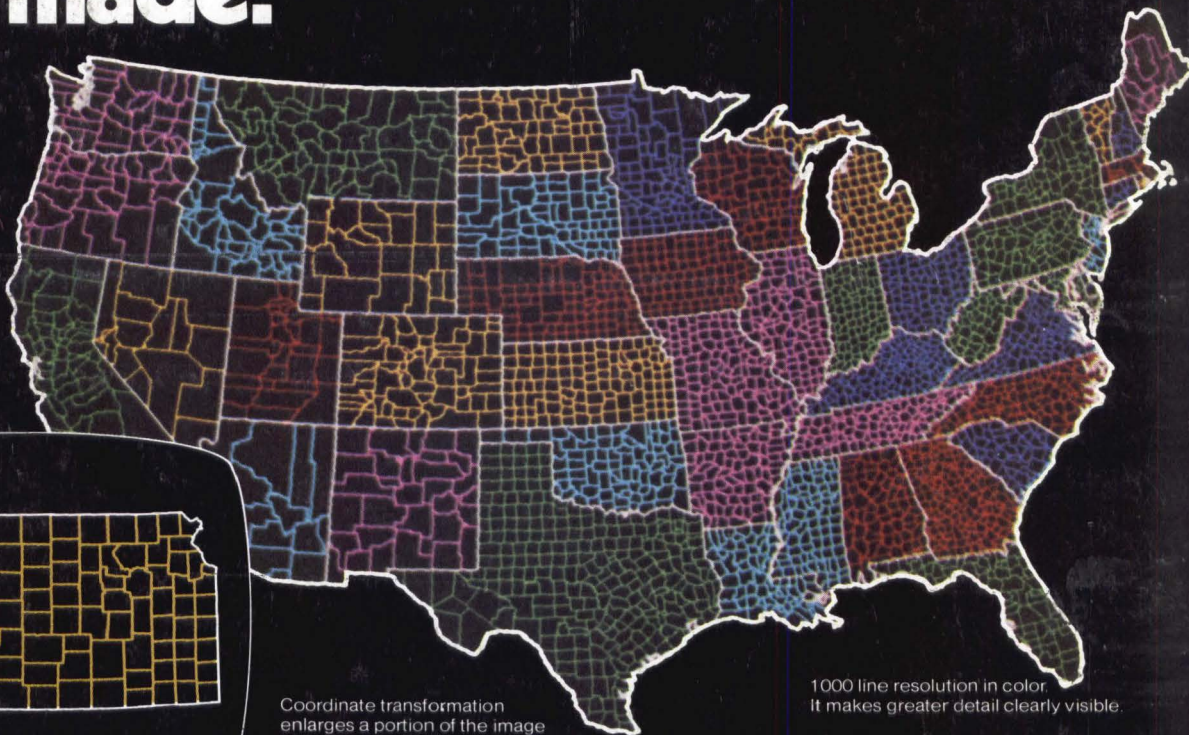 made.
Coordinate transformation
enlarges a portion of the image
1000 line resolution in color.
It makes greater detail clearly visible.